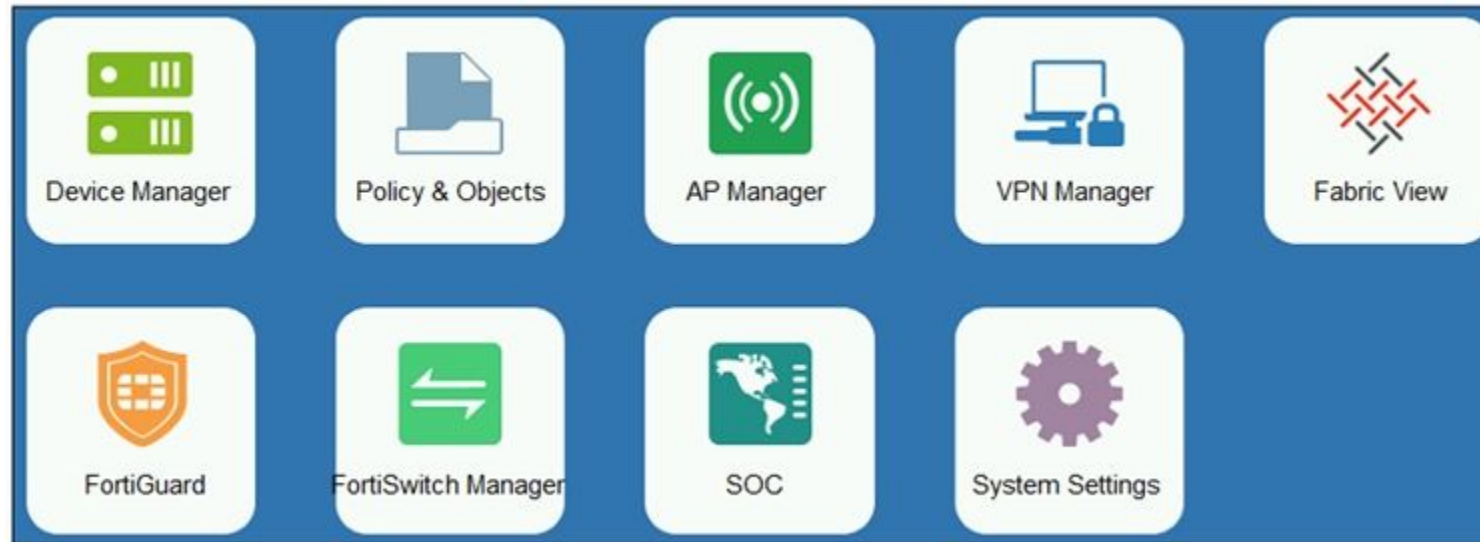 Device Manager
Policy & Objects
AP Manager
VPN Manager
Fabric View
FortiGuard
FortiSwitch Manager
SOC
System Settings